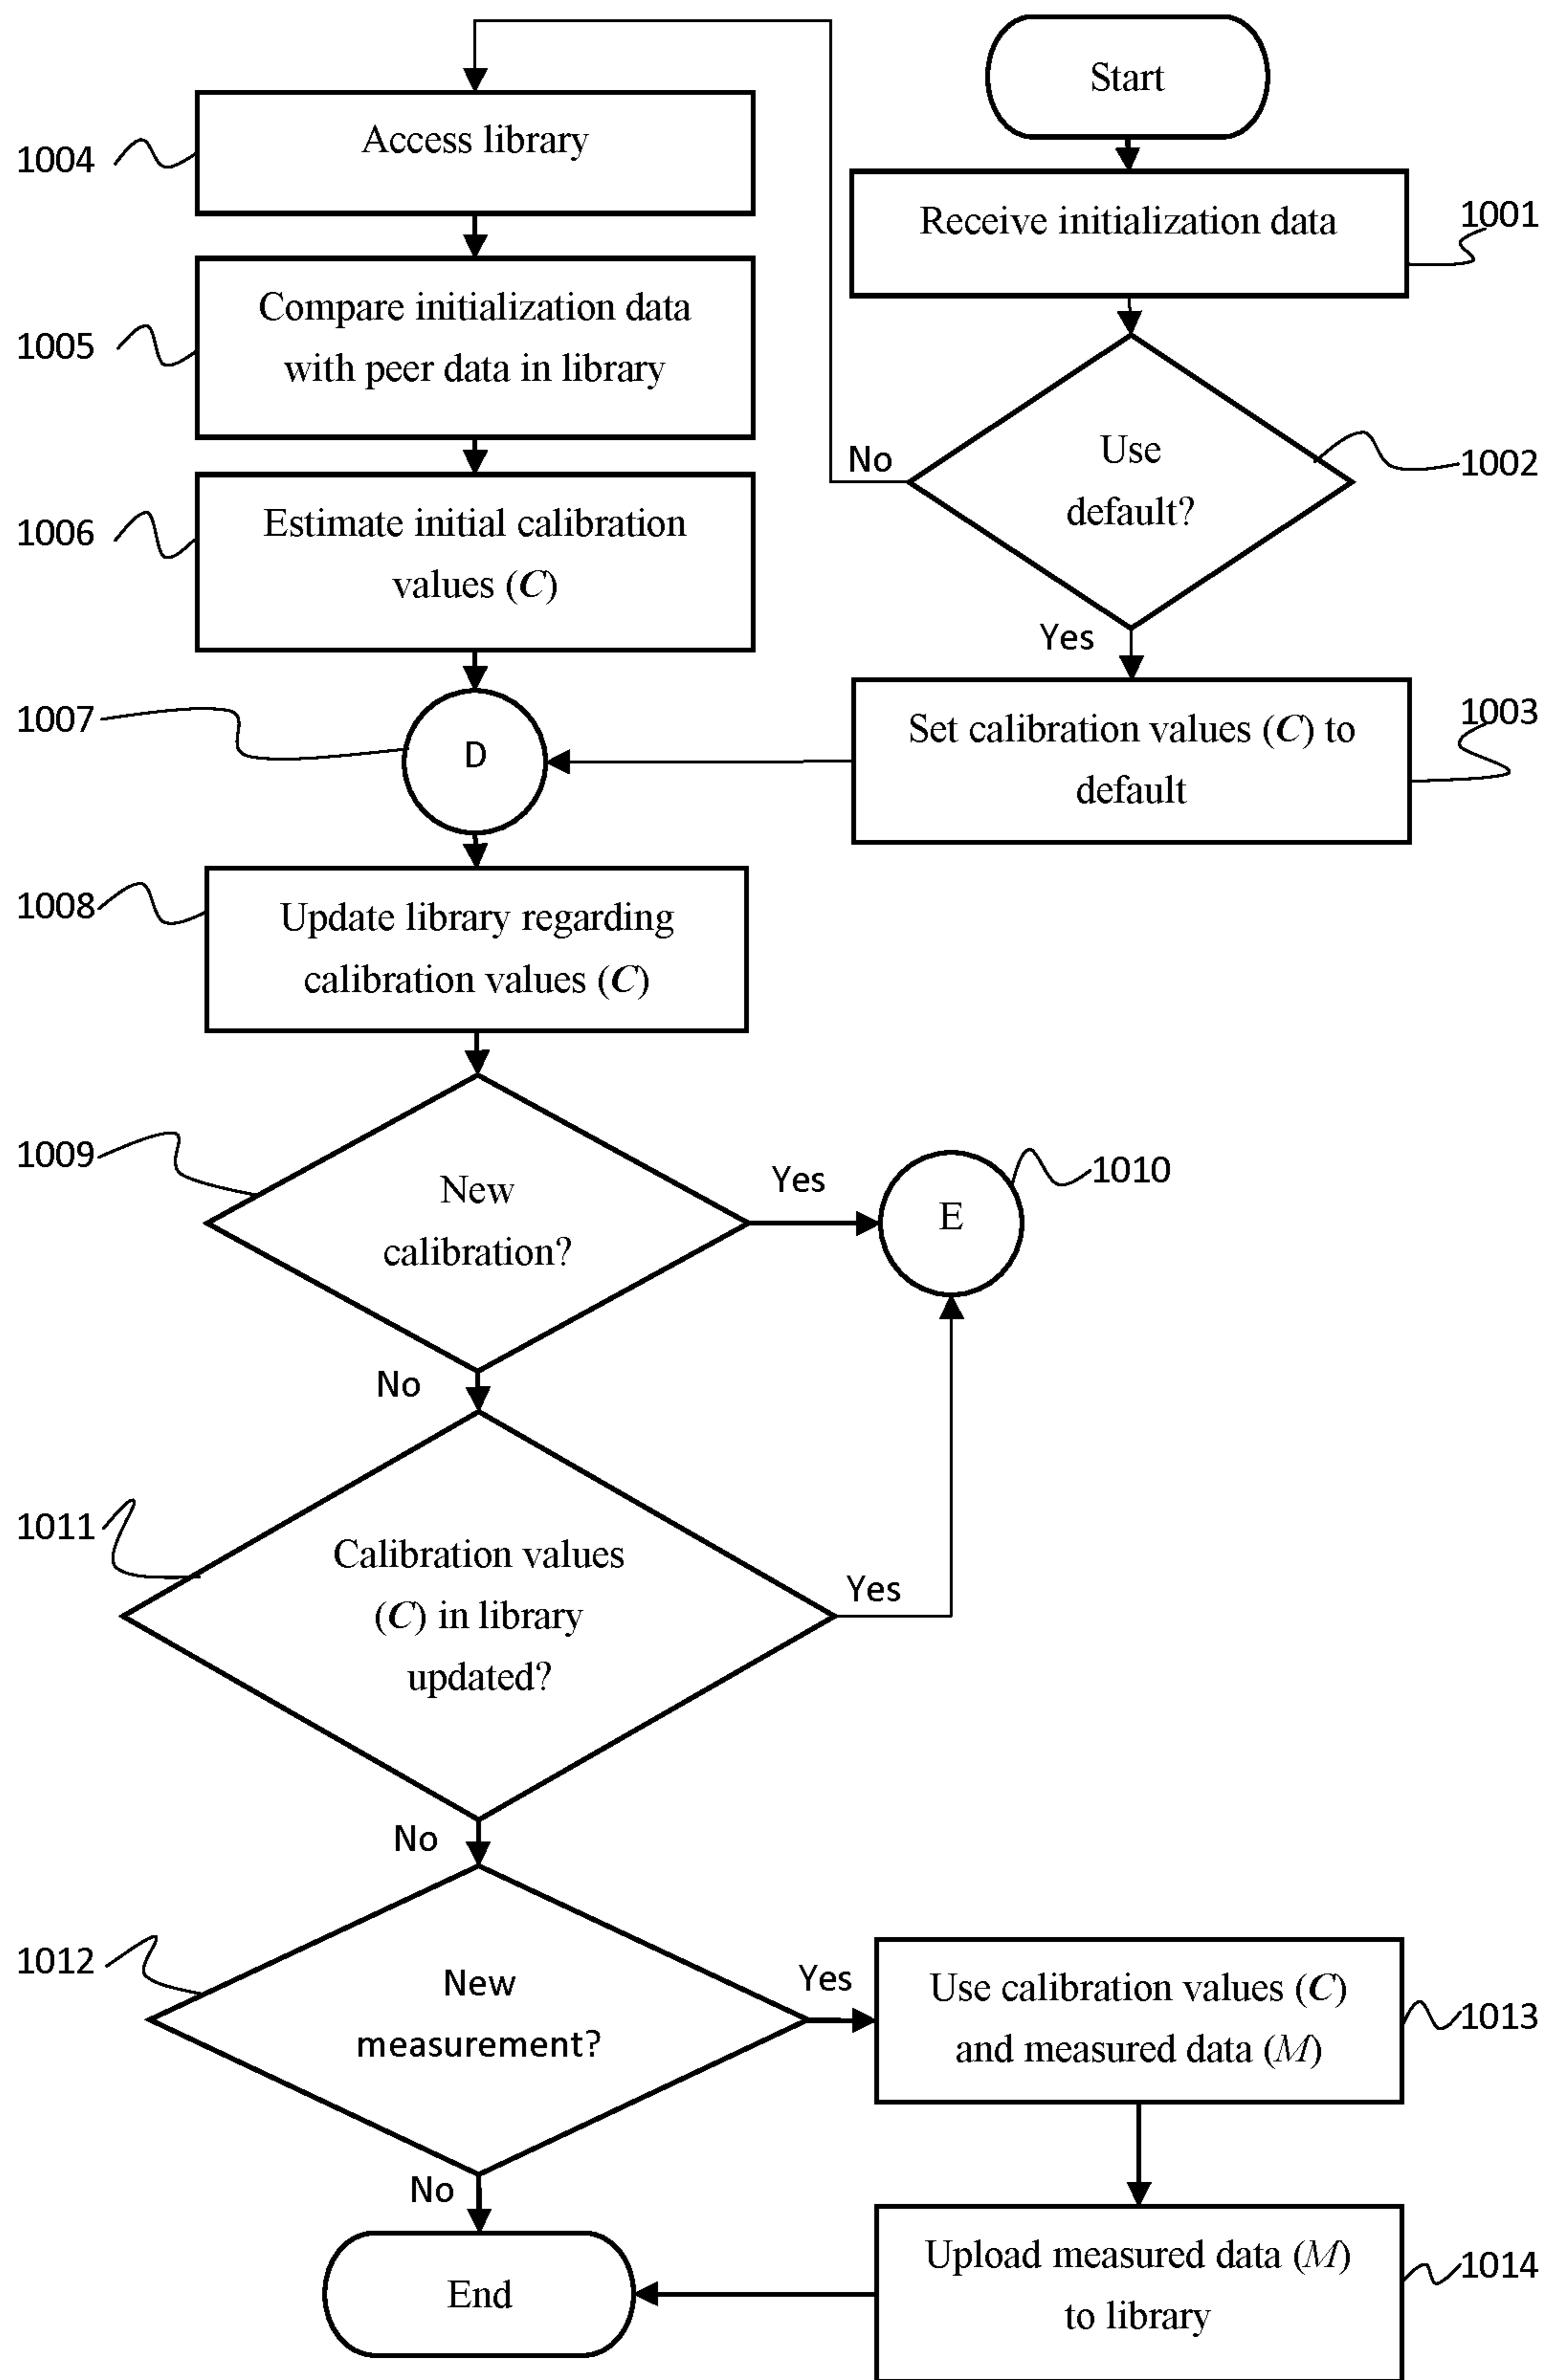 Start
Access library
1004
Receive initialization data
1001
Compare initialization data
with peer data in library
1005
Use
default?
1002
No
Yes
Estimate initial calibration
values (C)
1006
Set calibration values (C) to
default
1003
D
1007
Update library regarding
calibration values (C)
1008
New
calibration?
1009
Yes
E
1010
No
Calibration values
(C) in library
updated?
1011
Yes
No
New
measurement?
1012
Yes
Use calibration values (C)
and measured data (M)
1013
No
Upload measured data (M)
to library
1014
End